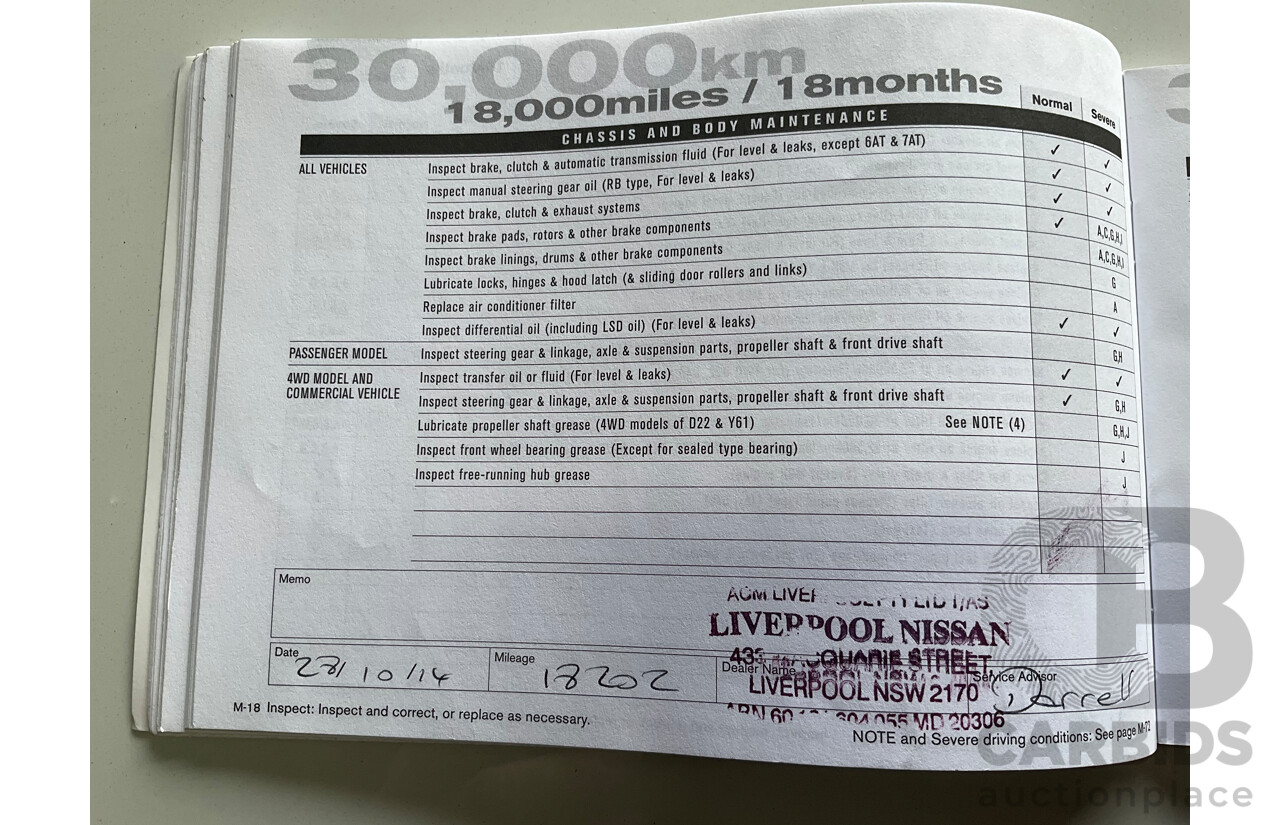 30,000km
18,000miles / 18months
Normal Severe
CHASSIS AND BODY MAINTENANCE
ALL VEHICLES Inspect brake, clutch & automatic transmission fluid (For level & leaks, except 6AT & 7AT) ✓ ✓
Inspect manual steering gear oil (RB type, For level & leaks) ✓ ✓
Inspect brake, clutch & exhaust systems ✓ ✓
Inspect brake pads, rotors & other brake components ✓ A,C,G,H,I
Inspect brake linings, drums & other brake components A,C,G,H,I
Lubricate locks, hinges & hood latch (& sliding door rollers and links) G
Replace air conditioner filter A
Inspect differential oil (including LSD oil) (For level & leaks) ✓ ✓
PASSENGER MODEL Inspect steering gear & linkage, axle & suspension parts, propeller shaft & front drive shaft G,H
4WD MODEL AND Inspect transfer oil or fluid (For level & leaks) ✓ ✓
COMMERCIAL VEHICLE Inspect steering gear & linkage, axle & suspension parts, propeller shaft & front drive shaft ✓ G,H
Lubricate propeller shaft grease (4WD models of D22 & Y61) See NOTE (4) G,H,J
Inspect front wheel bearing grease (Except for sealed type bearing) J
Inspect free-running hub grease J
Memo
LIVERPOOL NISSAN
STREET
LIVERPOOL NSW 2170
MD 20306
Date 28/10/14
Mileage 18202
Dealer Name
Service Advisor Darrell
M-18 Inspect: Inspect and correct, or replace as necessary.
NOTE and Severe driving conditions: See page M-72
CARBIDS
auctionplace